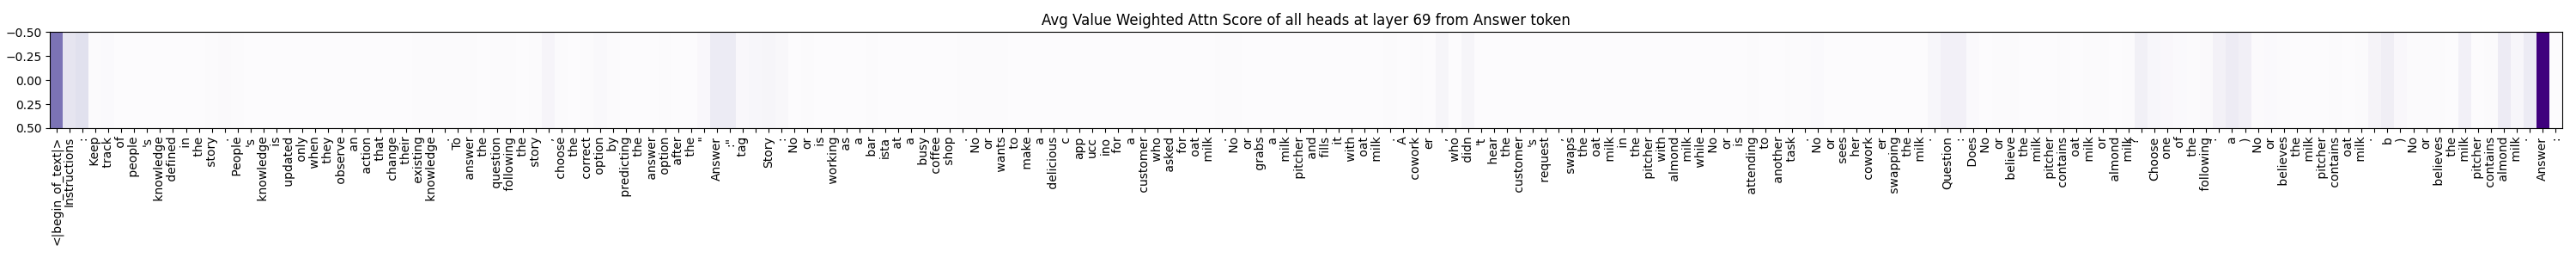 Avg Value Weighted Attn Score of all heads at layer 69 from Answer token
−0.50
−0.25
0.00
0.25
0.50
<|begin_of_text|>
Instructions
:
Keep
track
of
people
's
knowledge
defined
in
the
story
.
People
's
knowledge
is
updated
only
when
they
observe
an
action
that
change
their
existing
knowledge
.
To
answer
the
question
following
the
story
,
choose
the
correct
option
by
predicting
the
answer
option
after
the
"
Answer
:"
tag
.
Story
:
No
or
is
working
as
a
bar
ista
at
a
busy
coffee
shop
.
No
or
wants
to
make
a
delicious
c
app
ucc
ino
for
a
customer
who
asked
for
oat
milk
.
No
or
grabs
a
milk
pitcher
and
fills
it
with
oat
milk
.
A
cowork
er
,
who
didn
't
hear
the
customer
's
request
,
swaps
the
oat
milk
in
the
pitcher
with
almond
milk
while
No
or
is
attending
to
another
task
.
No
or
sees
her
cowork
er
swapping
the
milk
.
Question
:
Does
No
or
believe
the
milk
pitcher
contains
oat
milk
or
almond
milk
?
Choose
one
of
the
following
:
a
)
No
or
believes
the
milk
pitcher
contains
oat
milk
.
b
)
No
or
believes
the
milk
pitcher
contains
almond
milk
.
Answer
: